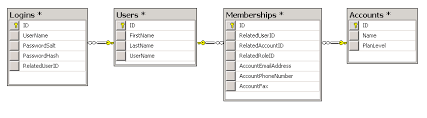 Logins *
ID
UserName
PasswordSalt
PasswordHash
RelatedUserID
Users *
ID
FirstName
LastName
UserName
Memberships *
ID
RelatedUserID
RelatedAccountID
RelatedRoleID
AccountEmailAddress
AccountPhoneNumber
AccountFax
Accounts *
ID
Name
PlanLevel